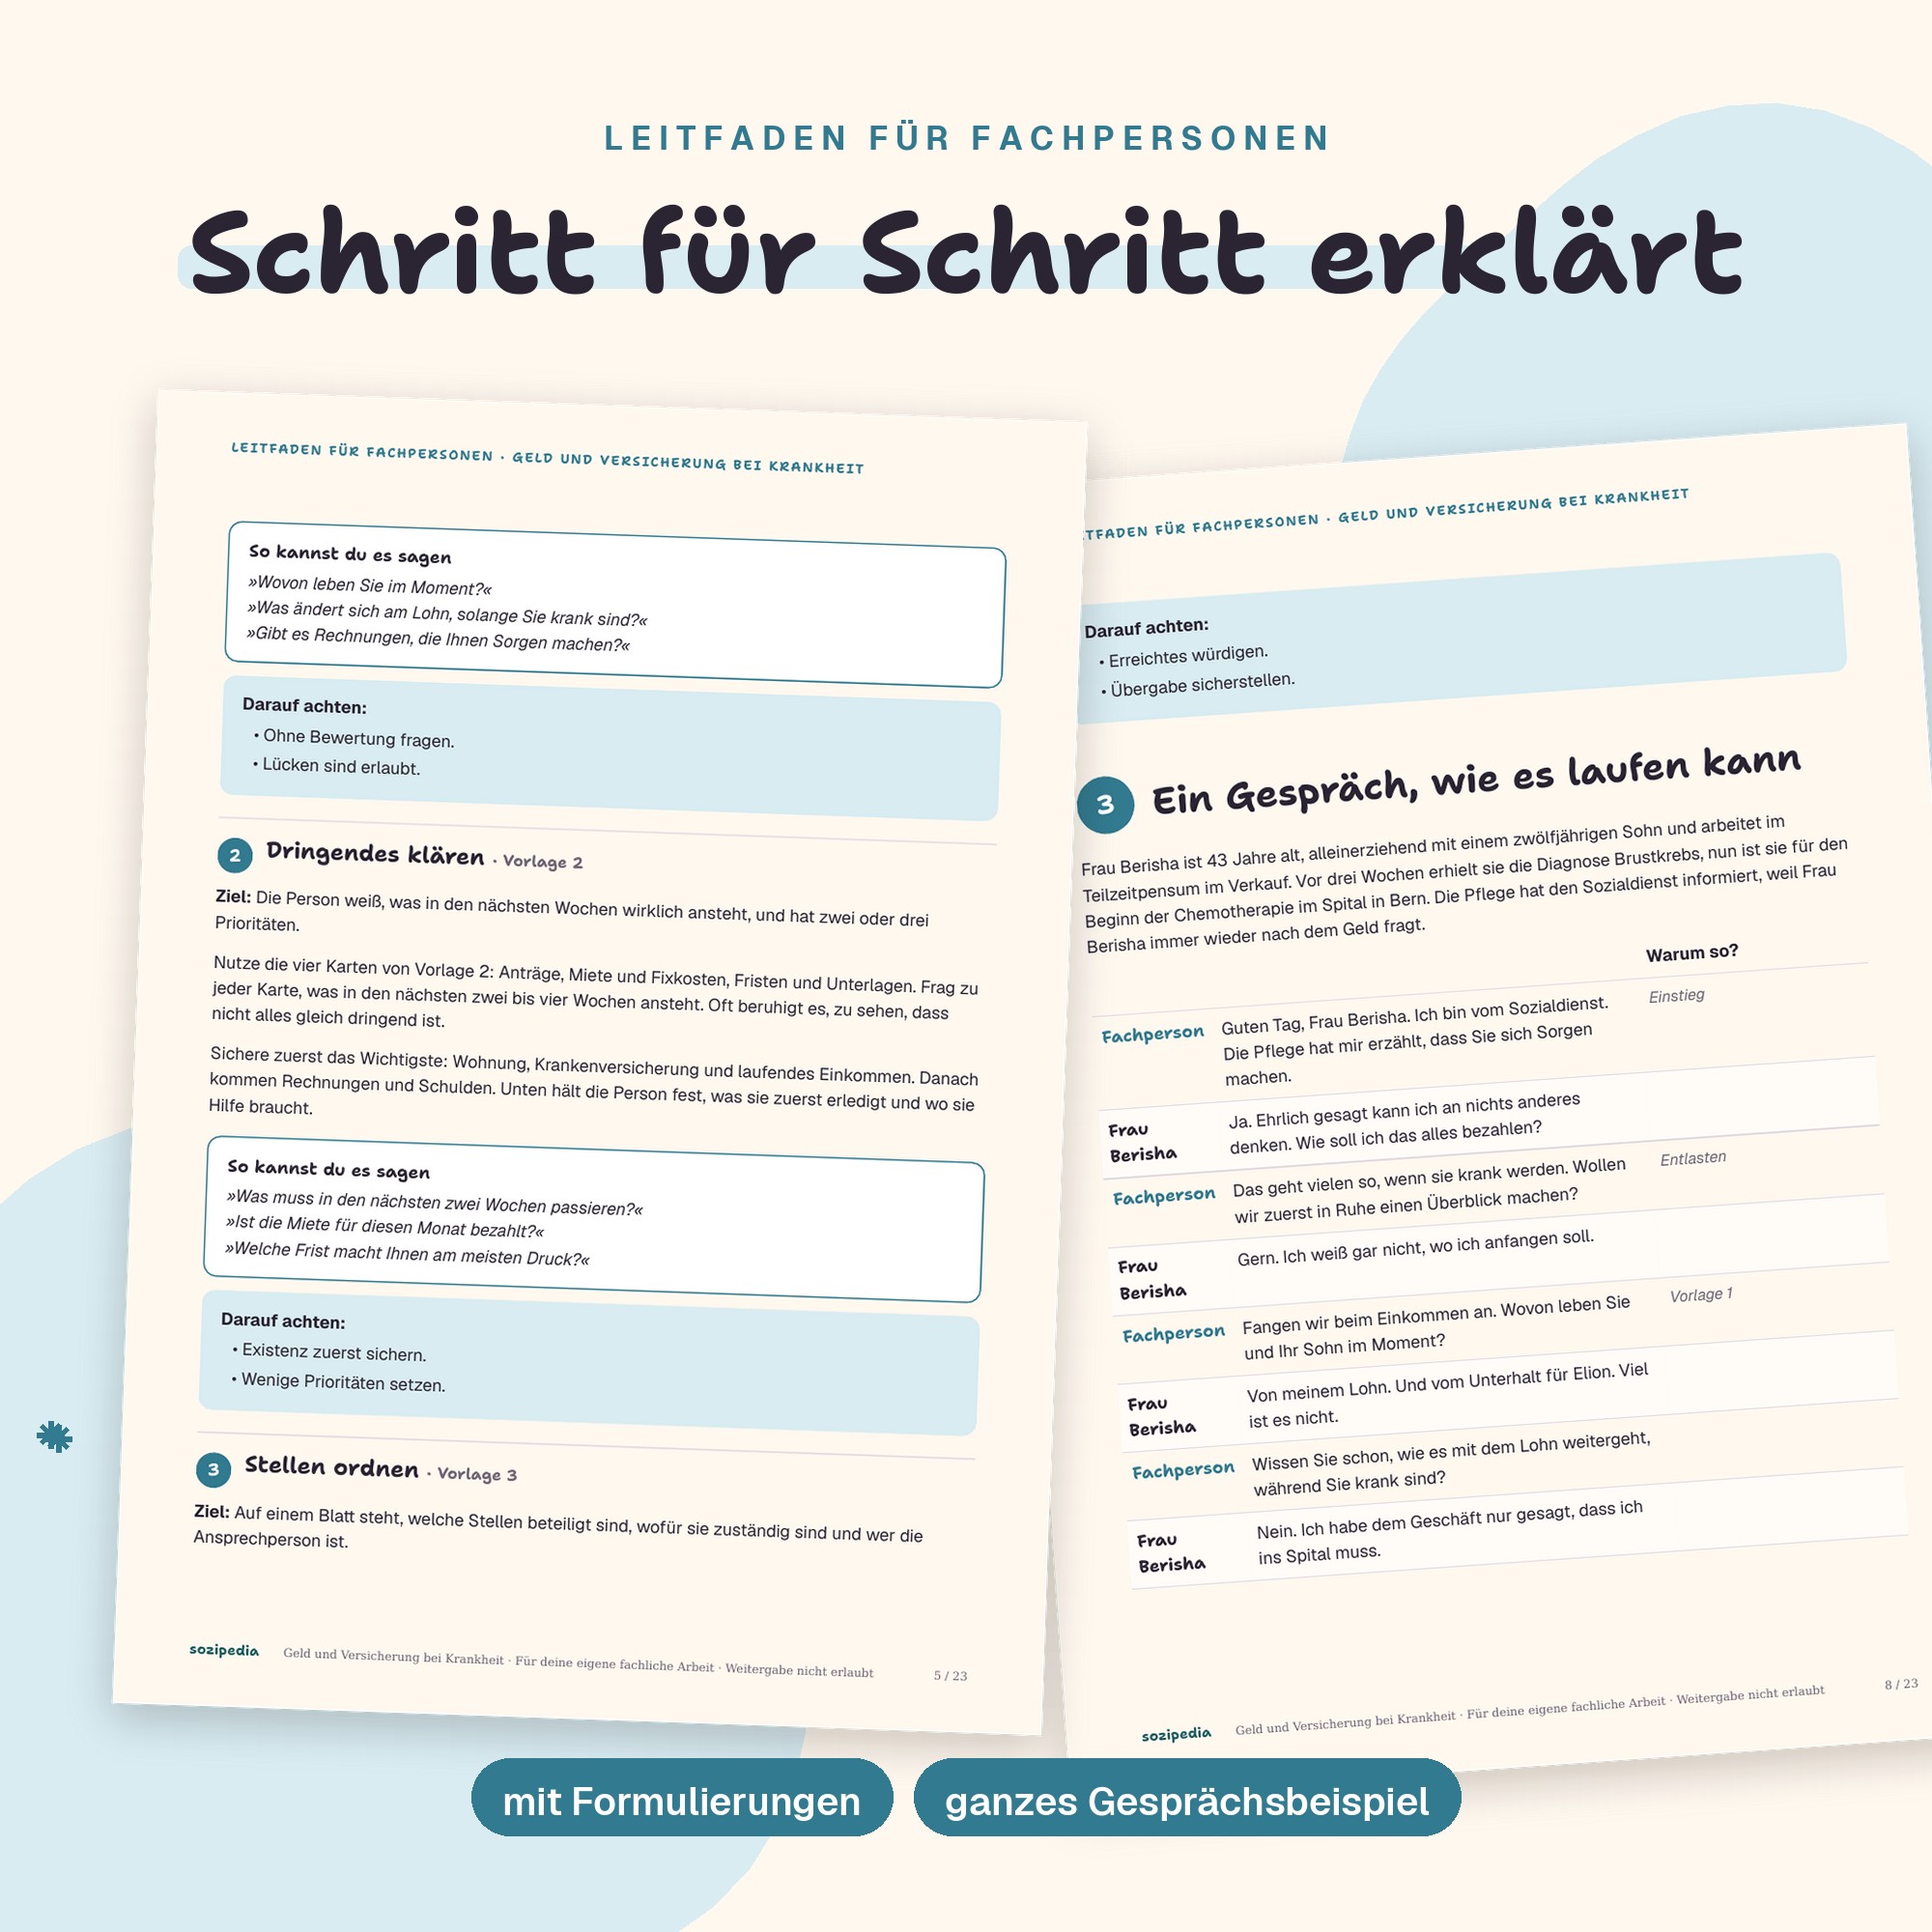 LEITFADEN FÜR FACHPERSONEN
Schritt für Schritt erklärt
LEITFADEN FÜR FACHPERSONEN · GELD UND VERSICHERUNG BEI KRANKHEIT
So kannst du es sagen
»Wovon leben Sie im Moment?«
»Was ändert sich am Lohn, solange Sie krank sind?«
»Gibt es Rechnungen, die Ihnen Sorgen machen?«
Darauf achten:
• Ohne Bewertung fragen.
• Lücken sind erlaubt.
2 Dringendes klären · Vorlage 2
Ziel: Die Person weiß, was in den nächsten Wochen wirklich ansteht, und hat zwei oder drei
Prioritäten.
Nutze die vier Karten von Vorlage 2: Anträge, Miete und Fixkosten, Fristen und Unterlagen. Frag zu
jeder Karte, was in den nächsten zwei bis vier Wochen ansteht. Oft beruhigt es, zu sehen, dass
nicht alles gleich dringend ist.
Sichere zuerst das Wichtigste: Wohnung, Krankenversicherung und laufendes Einkommen. Danach
kommen Rechnungen und Schulden. Unten hält die Person fest, was sie zuerst erledigt und wo sie
Hilfe braucht.
So kannst du es sagen
»Was muss in den nächsten zwei Wochen passieren?«
»Ist die Miete für diesen Monat bezahlt?«
»Welche Frist macht Ihnen am meisten Druck?«
Darauf achten:
• Existenz zuerst sichern.
• Wenige Prioritäten setzen.
3 Stellen ordnen · Vorlage 3
Ziel: Auf einem Blatt steht, welche Stellen beteiligt sind, wofür sie zuständig sind und wer die
Ansprechperson ist.
sozipedia Geld und Versicherung bei Krankheit · Für deine eigene fachliche Arbeit · Weitergabe nicht erlaubt 5 / 23
TFADEN FÜR FACHPERSONEN · GELD UND VERSICHERUNG BEI KRANKHEIT
Darauf achten:
• Erreichtes würdigen.
• Übergabe sicherstellen.
3 Ein Gespräch, wie es laufen kann
Frau Berisha ist 43 Jahre alt, alleinerziehend mit einem zwölfjährigen Sohn und arbeitet im
Teilzeitpensum im Verkauf. Vor drei Wochen erhielt sie die Diagnose Brustkrebs, nun ist sie für den
Beginn der Chemotherapie im Spital in Bern. Die Pflege hat den Sozialdienst informiert, weil Frau
Berisha immer wieder nach dem Geld fragt.
Warum so?
Fachperson Guten Tag, Frau Berisha. Ich bin vom Sozialdienst. Einstieg
Die Pflege hat mir erzählt, dass Sie sich Sorgen
machen.
Frau Ja. Ehrlich gesagt kann ich an nichts anderes
Berisha denken. Wie soll ich das alles bezahlen?
Fachperson Das geht vielen so, wenn sie krank werden. Wollen Entlasten
wir zuerst in Ruhe einen Überblick machen?
Frau Gern. Ich weiß gar nicht, wo ich anfangen soll.
Berisha
Fachperson Fangen wir beim Einkommen an. Wovon leben Sie Vorlage 1
und Ihr Sohn im Moment?
Frau Von meinem Lohn. Und vom Unterhalt für Elion. Viel
Berisha ist es nicht.
Fachperson Wissen Sie schon, wie es mit dem Lohn weitergeht,
während Sie krank sind?
Frau Nein. Ich habe dem Geschäft nur gesagt, dass ich
Berisha ins Spital muss.
sozipedia Geld und Versicherung bei Krankheit · Für deine eigene fachliche Arbeit · Weitergabe nicht erlaubt 8 / 23
mit Formulierungen
ganzes Gesprächsbeispiel